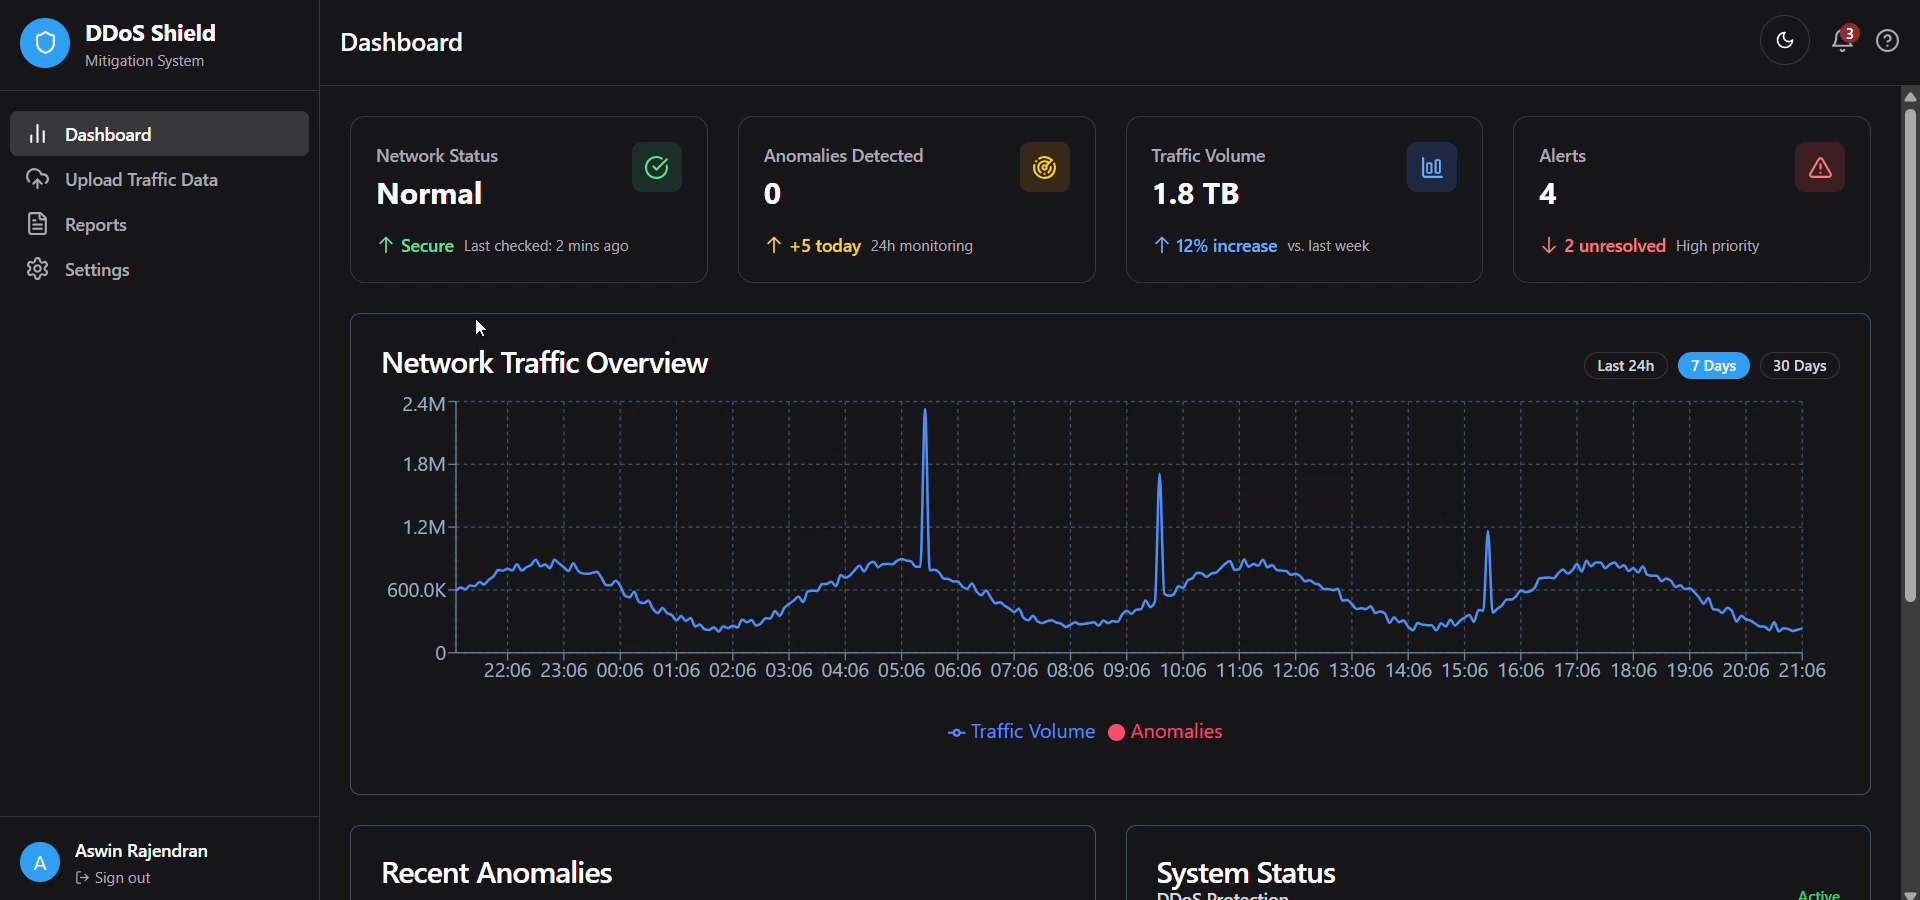 DDoS Shield
Mitigation System
Dashboard
Upload Traffic Data
Reports
Settings
A
Aswin Rajendran
Sign out
Dashboard
3
Network Status
Normal
Secure Last checked: 2 mins ago
Anomalies Detected
0
+5 today 24h monitoring
Traffic Volume
1.8 TB
12% increase vs. last week
Alerts
4
2 unresolved High priority
Network Traffic Overview
Last 24h 7 Days 30 Days
2.4M
1.8M
1.2M
600.0K
0
22:06 23:06 00:06 01:06 02:06 03:06 04:06 05:06 06:06 07:06 08:06 09:06 10:06 11:06 12:06 13:06 14:06 15:06 16:06 17:06 18:06 19:06 20:06 21:06
Traffic Volume Anomalies
Recent Anomalies
System Status
DDoS Protection Active